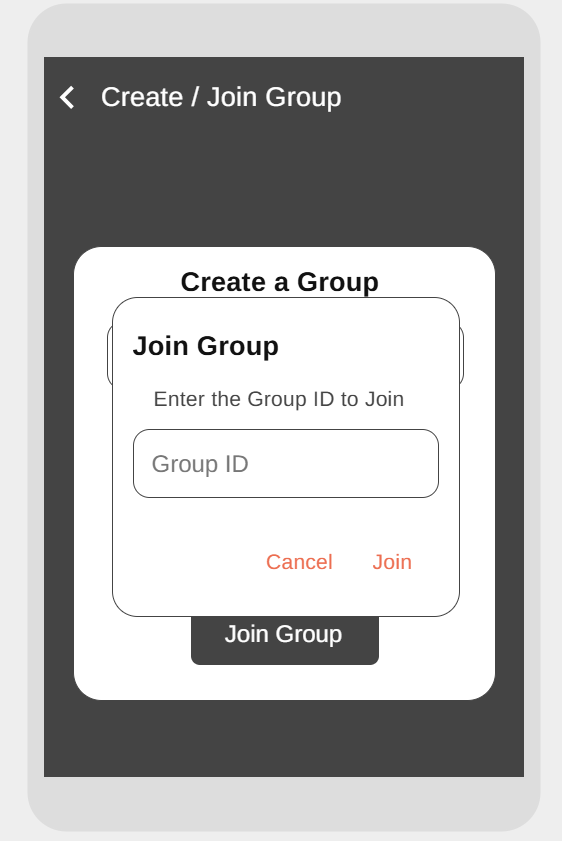 Create / Join Group
Create a Group
Join Group
Enter the Group ID to Join
Group ID
Cancel Join
Join Group